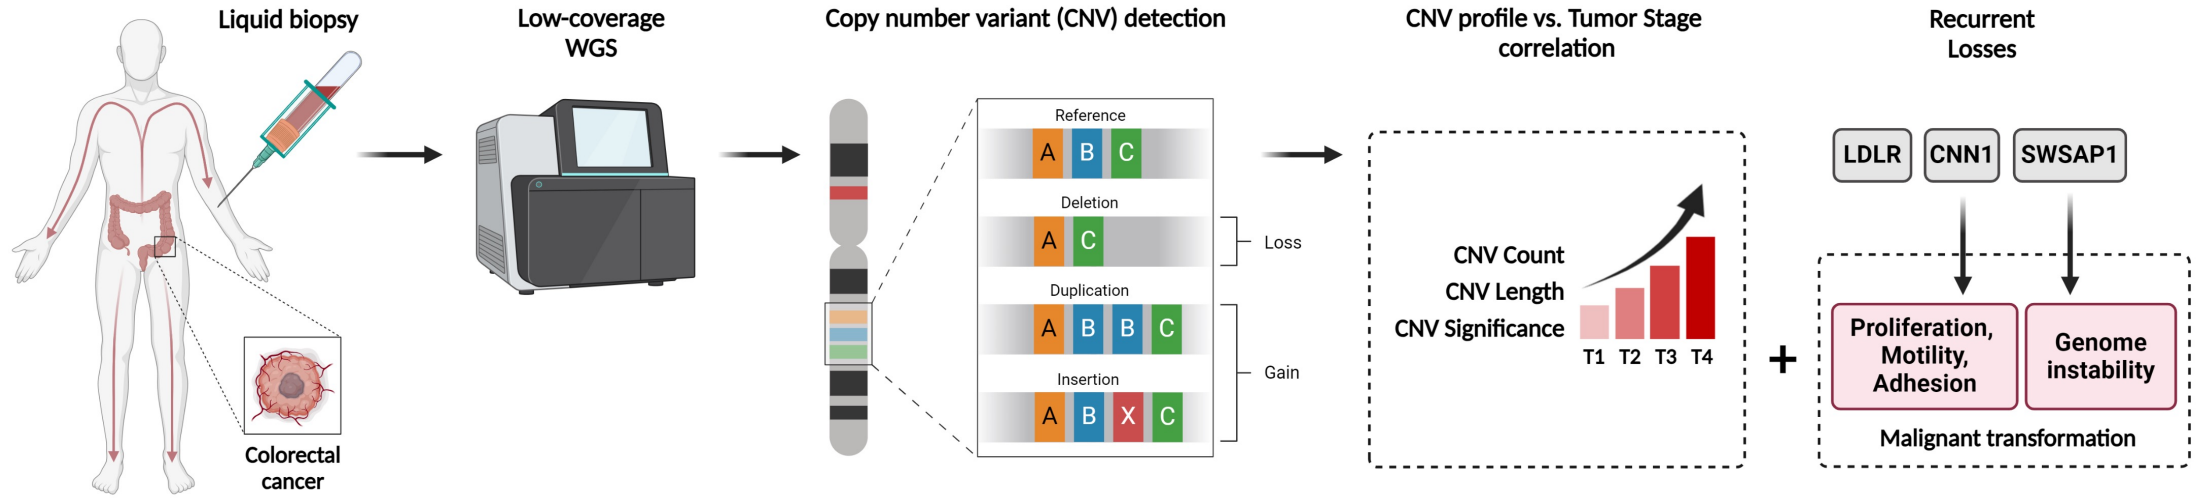 Liquid biopsy
Colorectal
cancer
Low-coverage
WGS
Copy number variant (CNV) detection
Reference
A B C
Deletion
A C
Loss
Duplication
A B B C
Gain
Insertion
A B X C
CNV profile vs. Tumor Stage
correlation
CNV Count
CNV Length
CNV Significance
T1 T2 T3 T4
+
Recurrent
Losses
LDLR CNN1 SWSAP1
Proliferation,
Motility,
Adhesion
Genome
instability
Malignant transformation